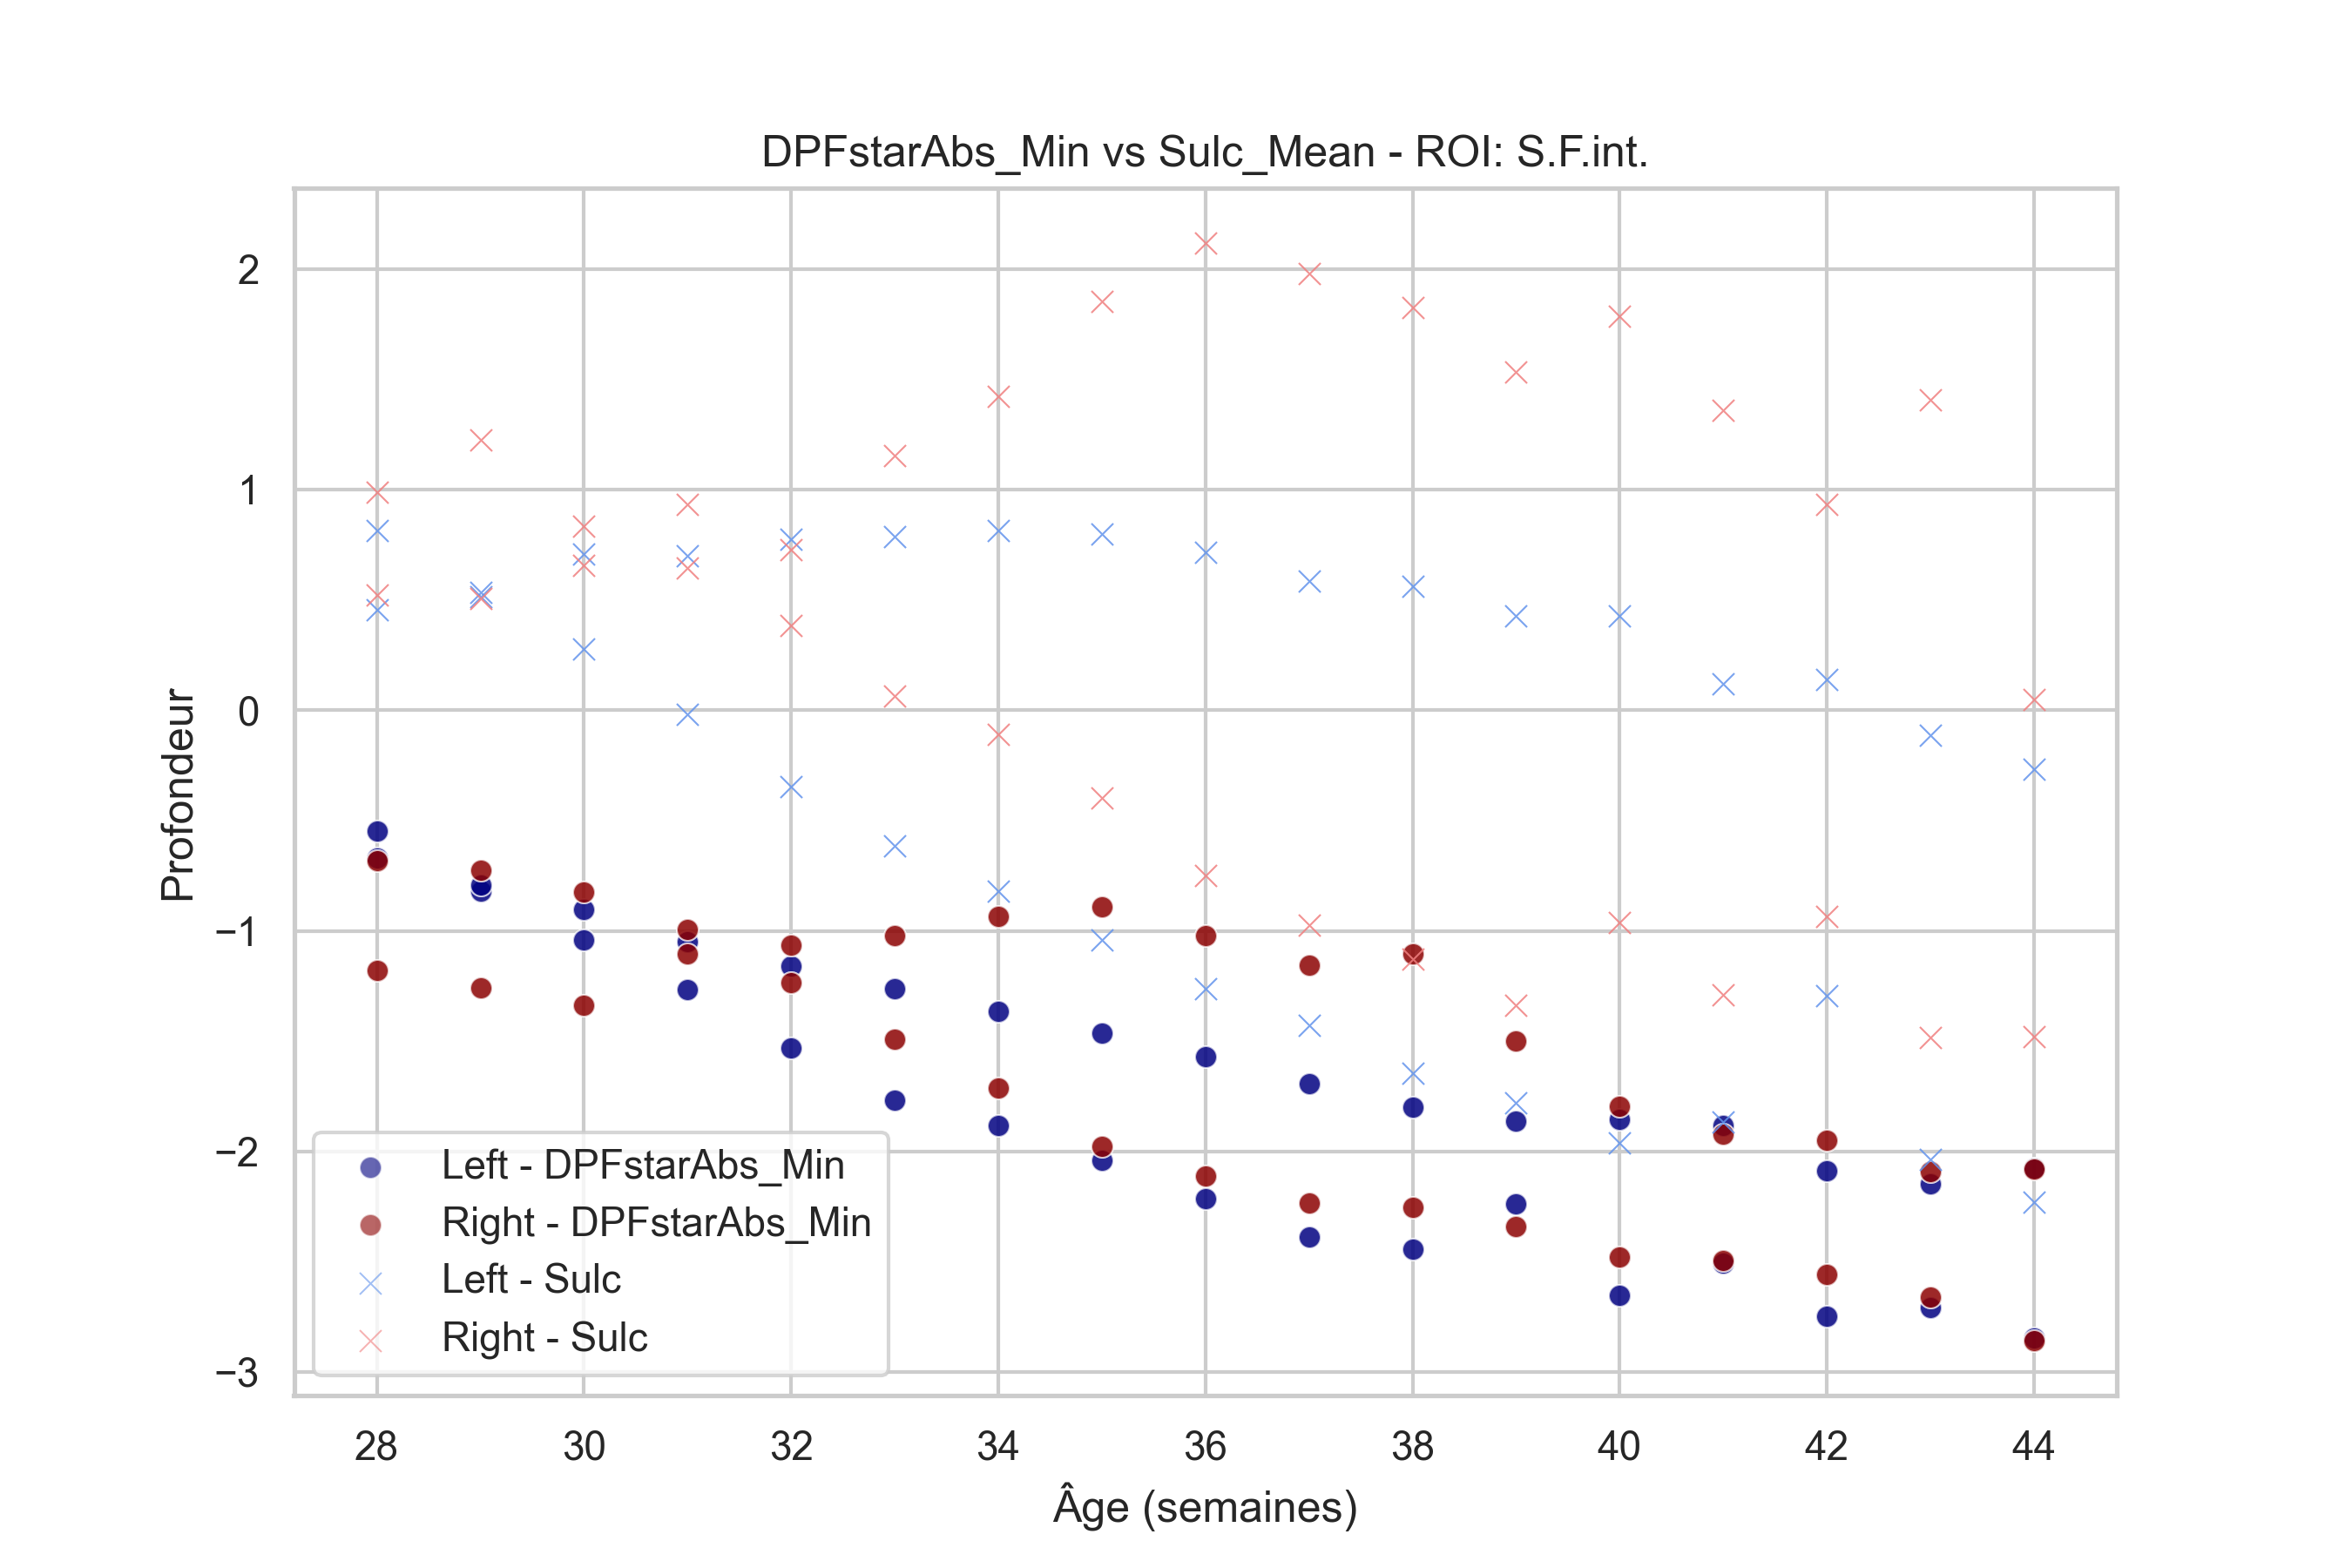 DPFstarAbs_Min vs Sulc_Mean - ROI: S.F.int.
Profondeur
2
1
0
−1
−2
−3
Left - DPFstarAbs_Min
Right - DPFstarAbs_Min
Left - Sulc
Right - Sulc
28 30 32 34 36 38 40 42 44
Âge (semaines)